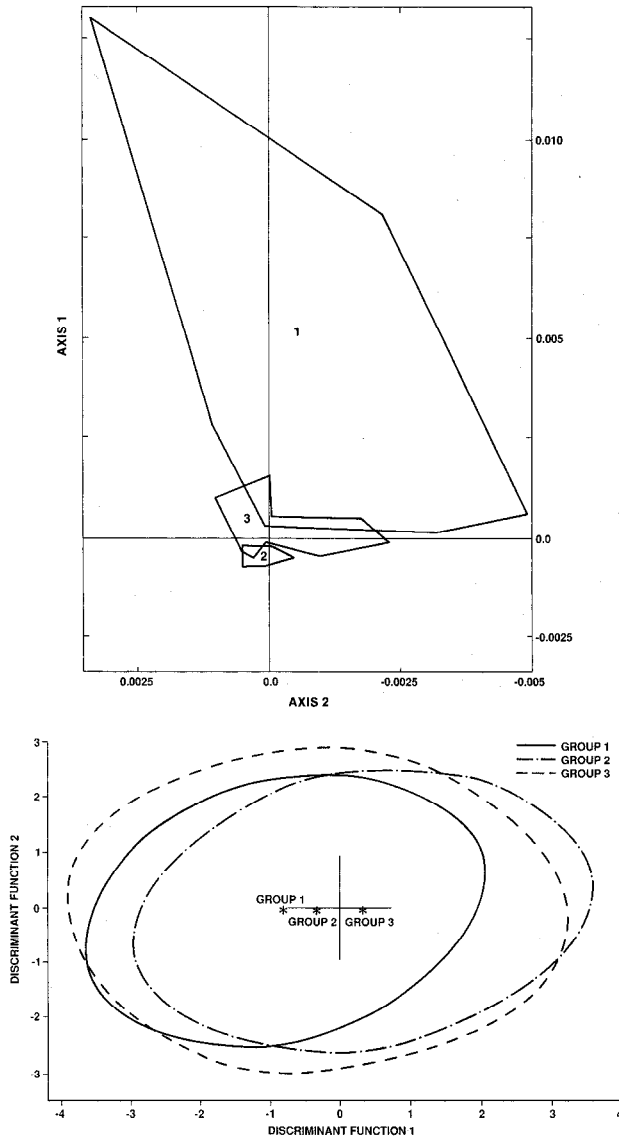 0.010
AXIS 1
1
0.005
3
0.0
2
-0.0025
0.0025 0.0 -0.0025 -0.005
AXIS 2
3
2
1
0
-1
-2
-3
DISCRIMINANT FUNCTION 2
GROUP 1
GROUP 2
GROUP 3
GROUP 1
GROUP 2
GROUP 3
-4 -3 -2 -1 0 1 2 3 4
DISCRIMINANT FUNCTION 1